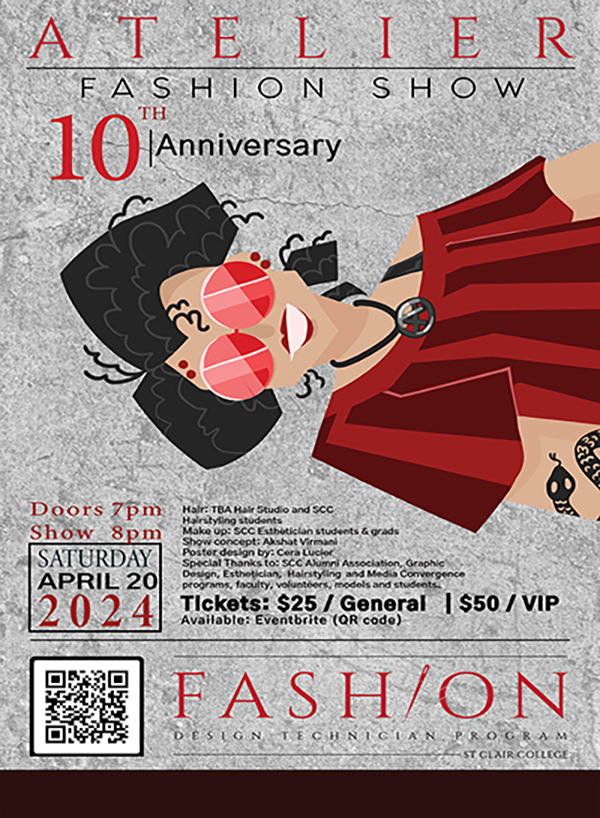 ATELIER
FASHION SHOW
10TH |Anniversary
Doors 7pm
Show 8pm
SATURDAY
APRIL 20
2024
Hair: TBA Hair Studio and SCC
Hairstyling students
Make up: SCC Esthetician students & grads
Show concept: Akshat Virmani
Poster design by: Cera Lucier
Special Thanks to: SCC Alumni Association, Graphic
Design, Esthetician, Hairstyling and Media Convergence
programs, faculty, volunteers, models and students.
Tickets: $25 / General | $50 / VIP
Available: Eventbrite (QR code)
FASH/ON
DESIGN TECHNICIAN PROGRAM
ST CLAIR COLLEGE